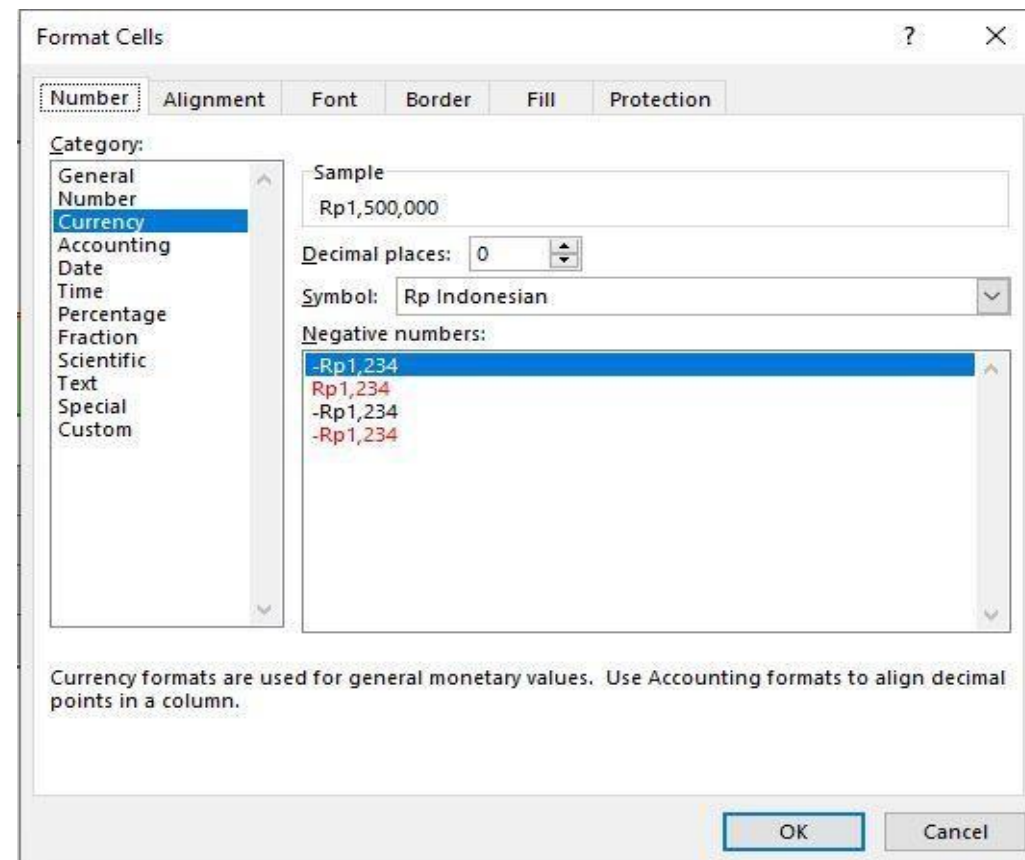 Format Cells ?
Number Alignment Font Border Fill Protection
Category:
General
Number
Currency
Accounting
Date
Time
Percentage
Fraction
Scientific
Text
Special
Custom
Sample
Rp1,500,000
Decimal places: 0
Symbol: Rp Indonesian
Negative numbers:
-Rp1,234
Rp1,234
-Rp1,234
-Rp1,234
Currency formats are used for general monetary values. Use Accounting formats to align decimal
points in a column.
OK Cancel